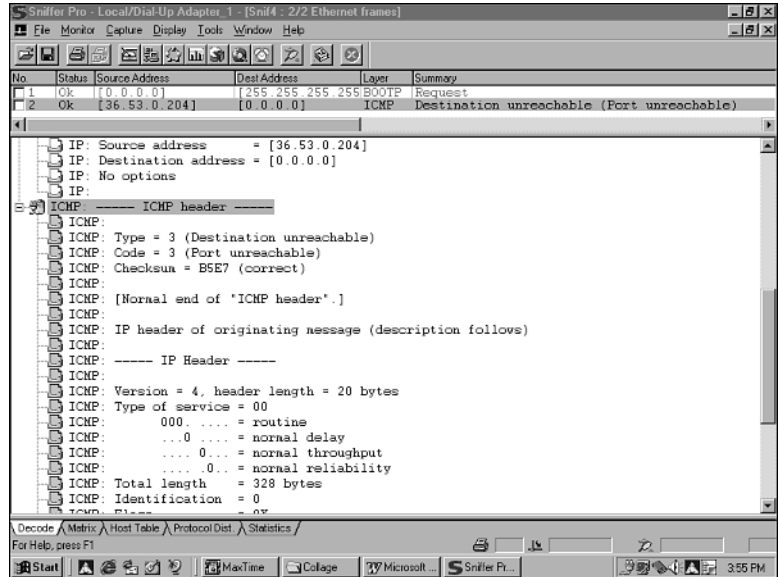 Sniffer Pro - Local/Dial-Up Adapter_1 - [Snif4 : 2/2 Ethernet frames]
File Monitor Capture Display Tools Window Help
No. Status Source Address Dest Address Layer Summary
1 Ok [0.0.0.0] [255.255.255.255 BOOTP Request
2 Ok [36.53.0.204] [0.0.0.0] ICMP Destination unreachable (Port unreachable)
IP: Source address = [36.53.0.204]
IP: Destination address = [0.0.0.0]
IP: No options
IP:
ICMP: ----- ICMP header -----
ICMP:
ICMP: Type = 3 (Destination unreachable)
ICMP: Code = 3 (Port unreachable)
ICMP: Checksum = B5E7 (correct)
ICMP:
ICMP: [Normal end of "ICMP header".]
ICMP:
ICMP: IP header of originating message (description follows)
ICMP:
ICMP: ----- IP Header -----
ICMP:
ICMP: Version = 4, header length = 20 bytes
ICMP: Type of service = 00
ICMP: 000. .... = routine
ICMP: ...0 .... = normal delay
ICMP: .... 0... = normal throughput
ICMP: .... .0.. = normal reliability
ICMP: Total length = 328 bytes
ICMP: Identification = 0
ICMP: Flags = 0X
Decode Matrix Host Table Protocol Dist. Statistics
For Help, press F1
Start MaxTime Collage Microsoft ... Sniffer Pr... 3:55 PM